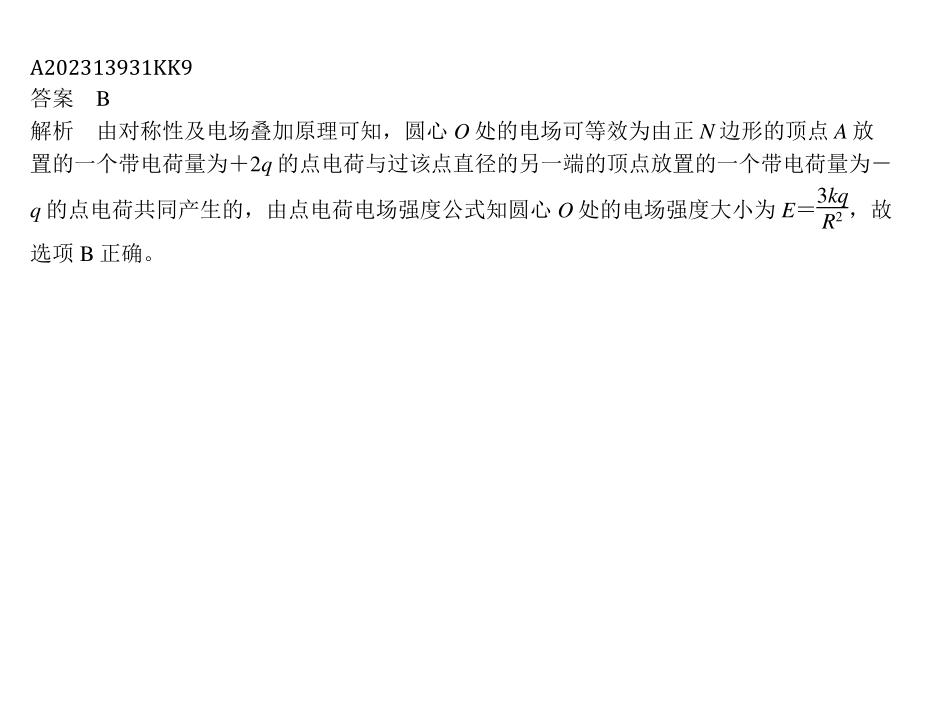 A202313931KK9
答案　B
解析　由对称性及电场叠加原理可知，圆心 O 处的电场可等效为由正 N 边形的顶点 A 放
置的一个带电荷量为＋2q 的点电荷与过该点直径的另一端的顶点放置的一个带电荷量为－
q 的点电荷共同产生的，由点电荷电场强度公式知圆心 O 处的电场强度大小为 E＝3kq/R²，故
选项 B 正确。